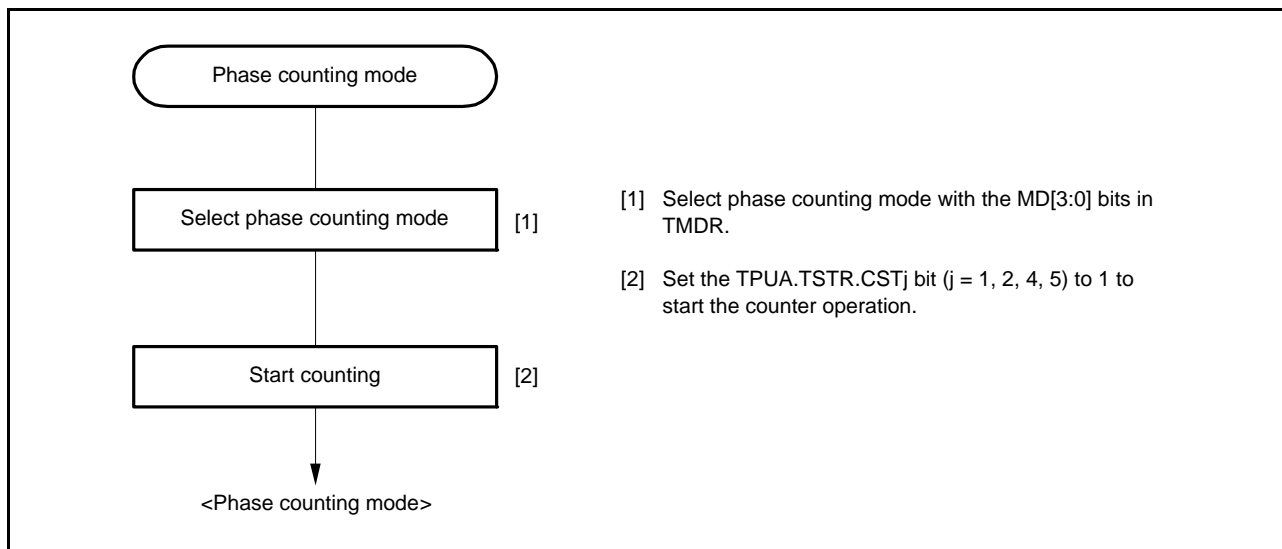 Phase counting mode
Select phase counting mode [1]
Start counting [2]
<Phase counting mode>
[1] Select phase counting mode with the MD[3:0] bits in
TMDR.
[2] Set the TPUA.TSTR.CSTj bit (j = 1, 2, 4, 5) to 1 to
start the counter operation.